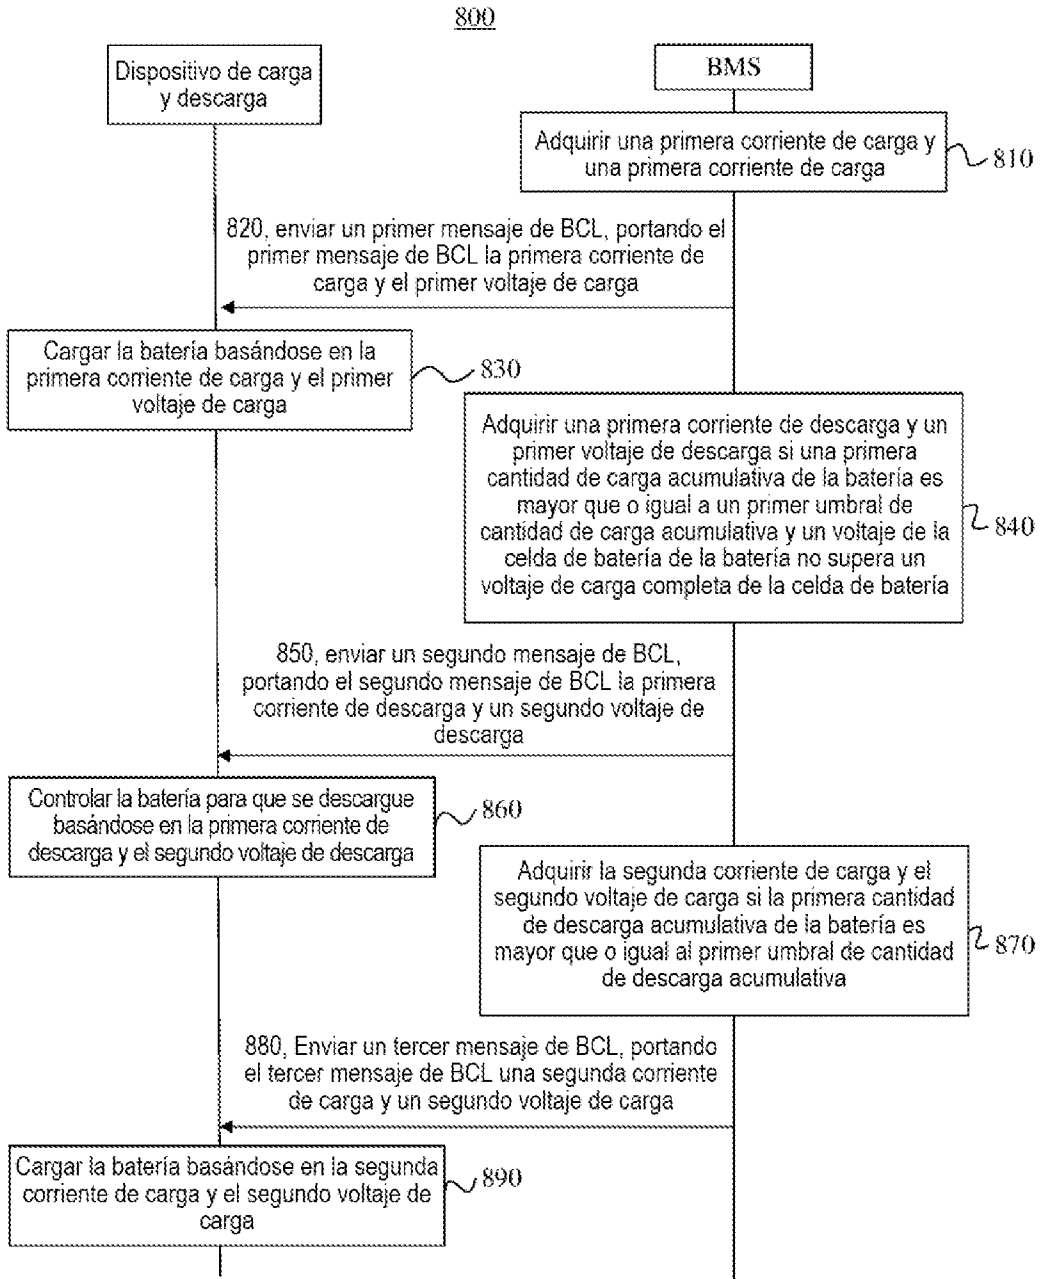 800
Dispositivo de carga
y descarga
BMS
Adquirir una primera corriente de carga y
una primera corriente de carga
810
820, enviar un primer mensaje de BCL, portando el
primer mensaje de BCL la primera corriente de
carga y el primer voltaje de carga
Cargar la batería basándose en la
primera corriente de carga y el primer
voltaje de carga
830
Adquirir una primera corriente de descarga y un
primer voltaje de descarga si una primera
cantidad de carga acumulativa de la batería es
mayor que o igual a un primer umbral de
cantidad de carga acumulativa y un voltaje de la
celda de batería de la batería no supera un
voltaje de carga completa de la celda de batería
840
850, enviar un segundo mensaje de BCL,
portando el segundo mensaje de BCL la primera
corriente de descarga y un segundo voltaje de
descarga
Controlar la batería para que se descargue
basándose en la primera corriente de
descarga y el segundo voltaje de descarga
860
Adquirir la segunda corriente de carga y el
segundo voltaje de carga si la primera cantidad
de descarga acumulativa de la batería es
mayor que o igual al primer umbral de cantidad
de descarga acumulativa
870
880, Enviar un tercer mensaje de BCL, portando
el tercer mensaje de BCL una segunda corriente
de carga y un segundo voltaje de carga
Cargar la batería basándose en la segunda
corriente de carga y el segundo voltaje de
carga
890